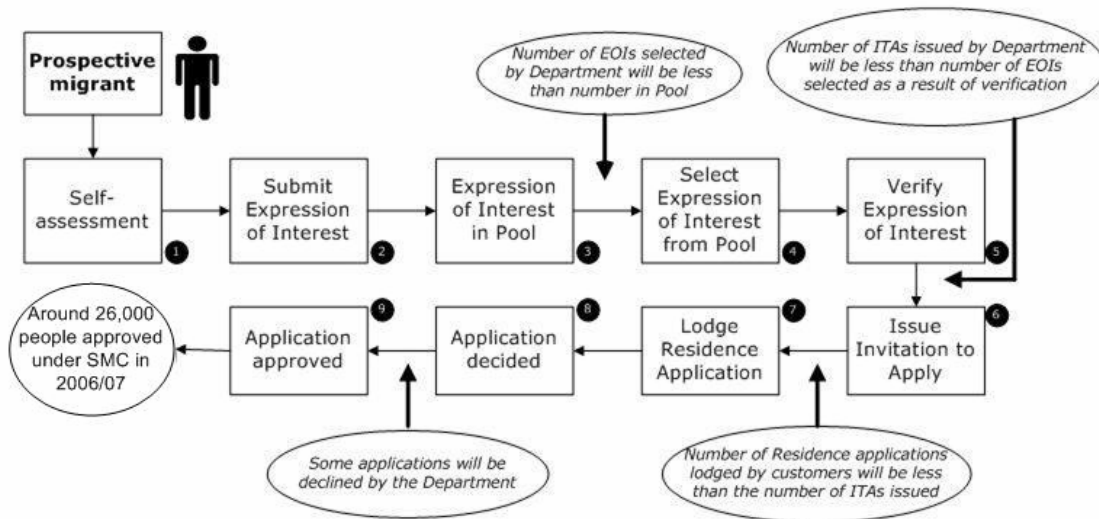 Prospective
migrant
Number of EOIs selected
by Department will be less
than number in Pool
Number of ITAs issued by Department
will be less than number of EOIs
selected as a result of verification
Self-
assessment
1
Submit
Expression
of Interest
2
Expression
of Interest
in Pool
3
Select
Expression
of Interest
from Pool
4
Verify
Expression
of Interest
5
Issue
Invitation to
Apply
6
Lodge
Residence
Application
7
Application
decided
8
Application
approved
9
Around 26,000
people approved
under SMC in
2006/07
Some applications will be
declined by the Department
Number of Residence applications
lodged by customers will be less
than the number of ITAs issued